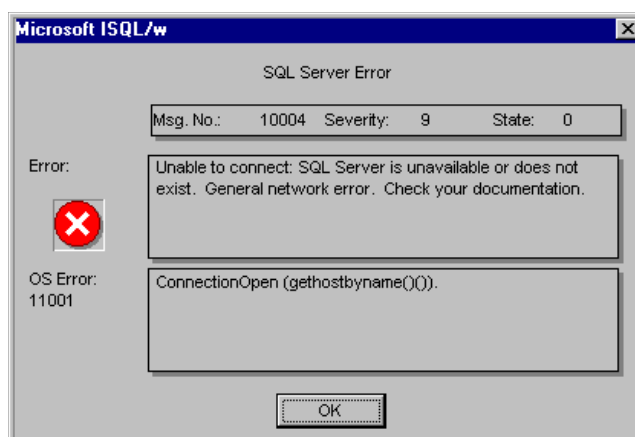 Microsoft ISQL/w
SQL Server Error
Msg. No.: 10004 Severity: 9 State: 0
Error:
Unable to connect: SQL Server is unavailable or does not
exist. General network error. Check your documentation.
OS Error:
11001
ConnectionOpen (gethostbyname()()).
OK